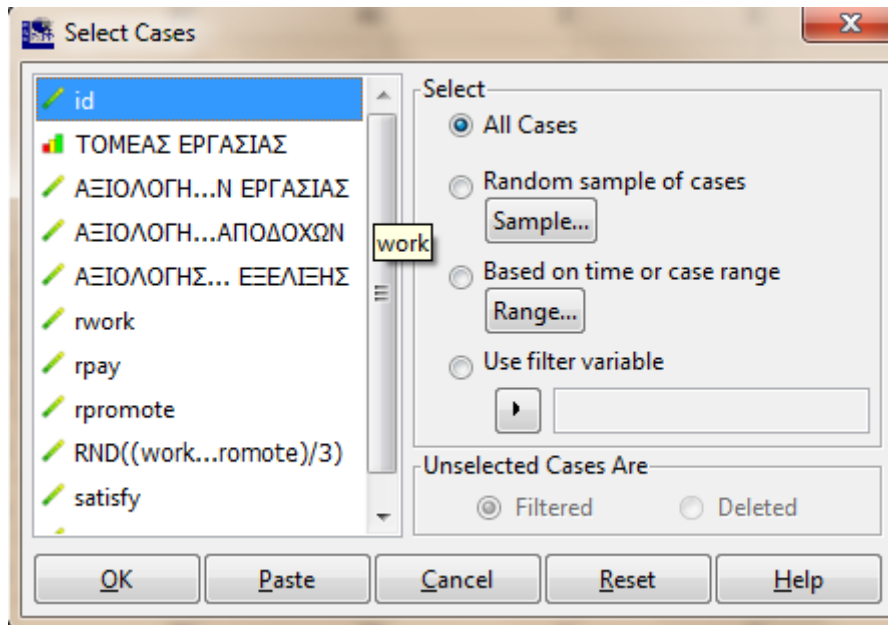 Select Cases
id
ΤΟΜΕΑΣ ΕΡΓΑΣΙΑΣ
ΑΞΙΟΛΟΓΗ...Ν ΕΡΓΑΣΙΑΣ
ΑΞΙΟΛΟΓΗ...ΑΠΟΔΟΧΩΝ
ΑΞΙΟΛΟΓΗΣ... ΕΞΕΛΙΞΗΣ
rwork
rpay
rpromote
RND((work...romote)/3)
satisfy
work
Select
All Cases
Random sample of cases
Sample...
Based on time or case range
Range...
Use filter variable
Unselected Cases Are
Filtered
Deleted
OK
Paste
Cancel
Reset
Help